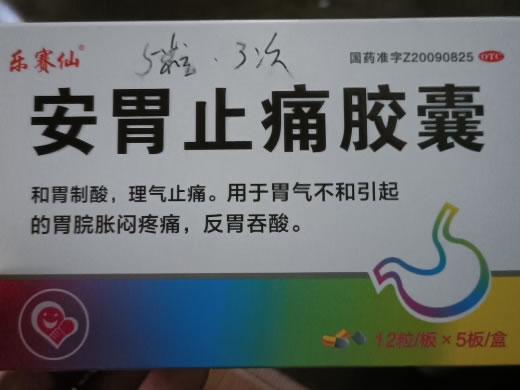 乐赛仙®
5粒 . 3次
国药准字Z20090825 OTC
安胃止痛胶囊
和胃制酸，理气止痛。用于胃气不和引起
的胃脘胀闷疼痛，反胃吞酸。
12粒/板×5板/盒